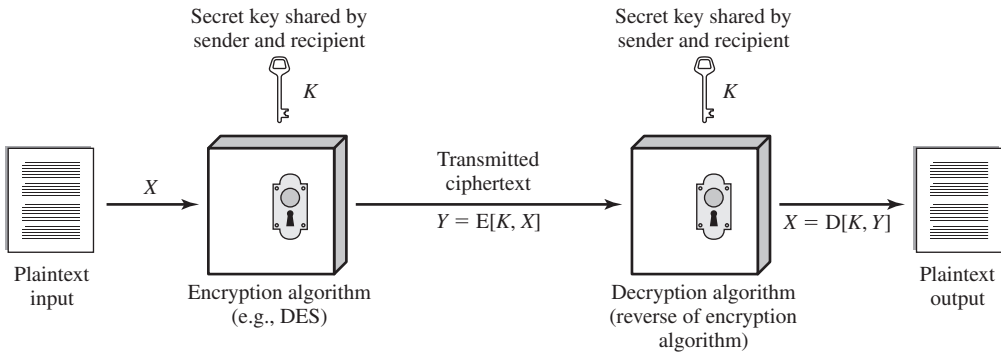 Secret key shared by
sender and recipient
K
Secret key shared by
sender and recipient
K
X
Transmitted
ciphertext
Y = E[K, X]
X = D[K, Y]
Plaintext
input
Encryption algorithm
(e.g., DES)
Decryption algorithm
(reverse of encryption
algorithm)
Plaintext
output